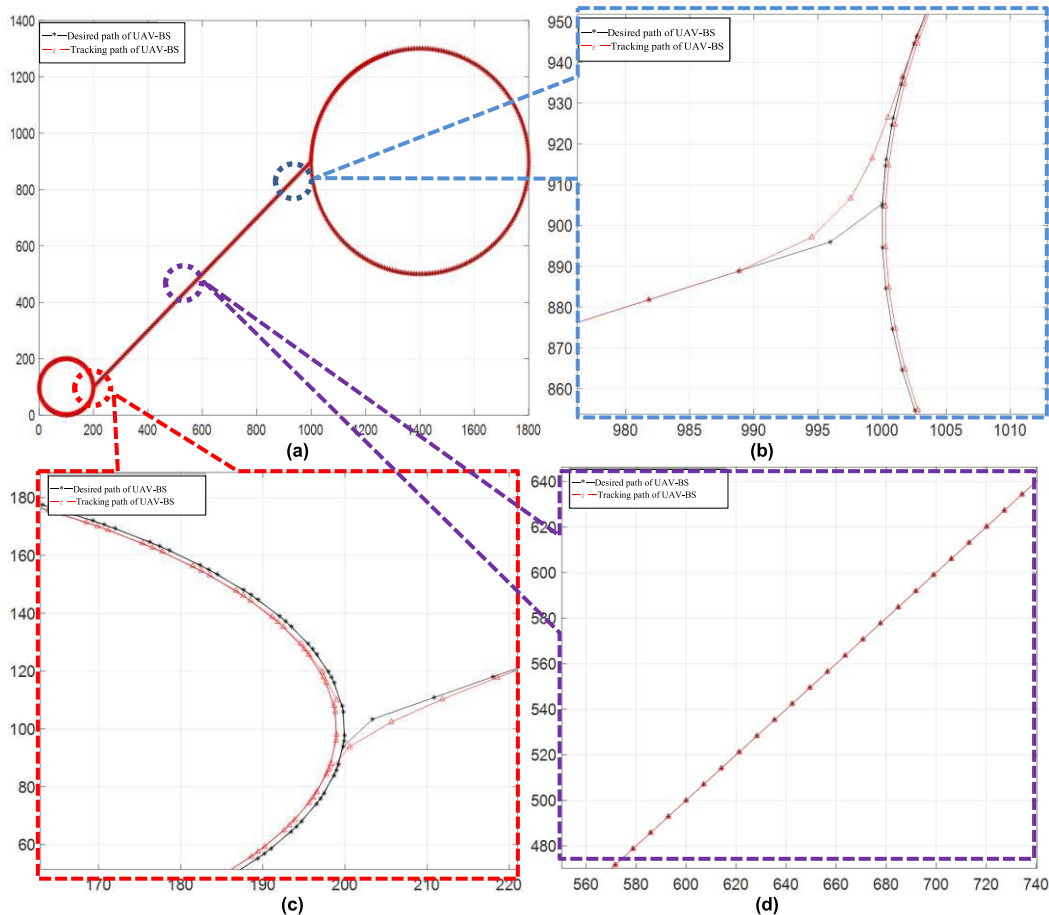 1400
1200
1000
800
600
400
200
0
Desired path of UAV-BS
Tracking path of UAV-BS
0 200 400 600 800 1000 1200 1400 1600 1800
(a)
950
940
930
920
910
900
890
880
870
860
Desired path of UAV-BS
Tracking path of UAV-BS
980 985 990 995 1000 1005 1010
(b)
180
160
140
120
100
80
60
Desired path of UAV-BS
Tracking path of UAV-BS
170 180 190 200 210 220
(c)
640
620
600
580
560
540
520
500
480
Desired path of UAV-BS
Tracking path of UAV-BS
560 580 600 620 640 660 680 700 720 740
(d)